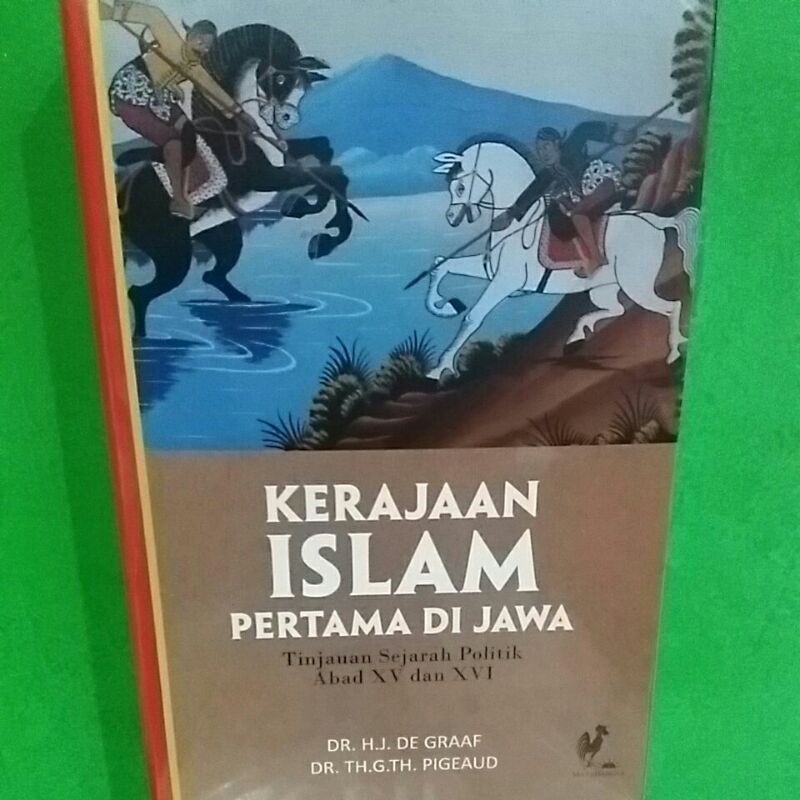 KERAJAAN
ISLAM
PERTAMA DI JAWA
Tinjauan Sejarah Politik
Abad XV dan XVI
DR. H.J. DE GRAAF
DR. TH.G.TH. PIGEAUD